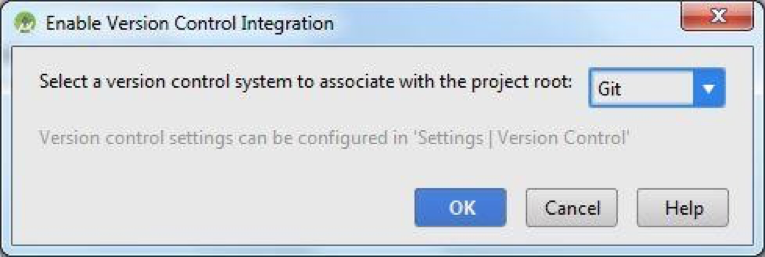 Enable Version Control Integration
Select a version control system to associate with the project root: Git
Version control settings can be configured in 'Settings | Version Control'
OK Cancel Help